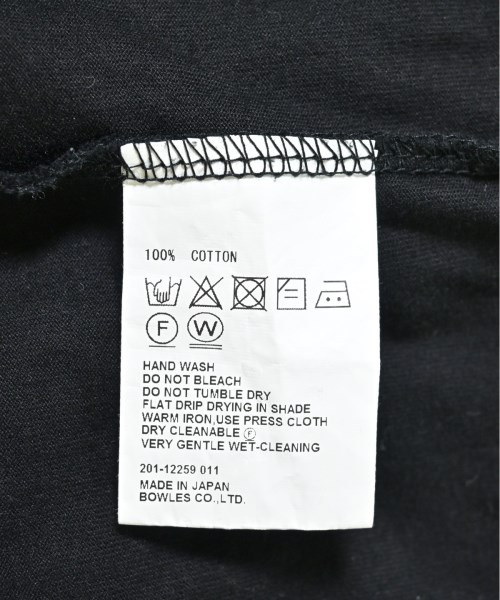 100% COTTON
F W
HAND WASH
DO NOT BLEACH
DO NOT TUMBLE DRY
FLAT DRIP DRYING IN SHADE
WARM IRON,USE PRESS CLOTH
DRY CLEANABLE Ⓕ
VERY GENTLE WET-CLEANING
201-12259 011
MADE IN JAPAN
BOWLES CO.,LTD.